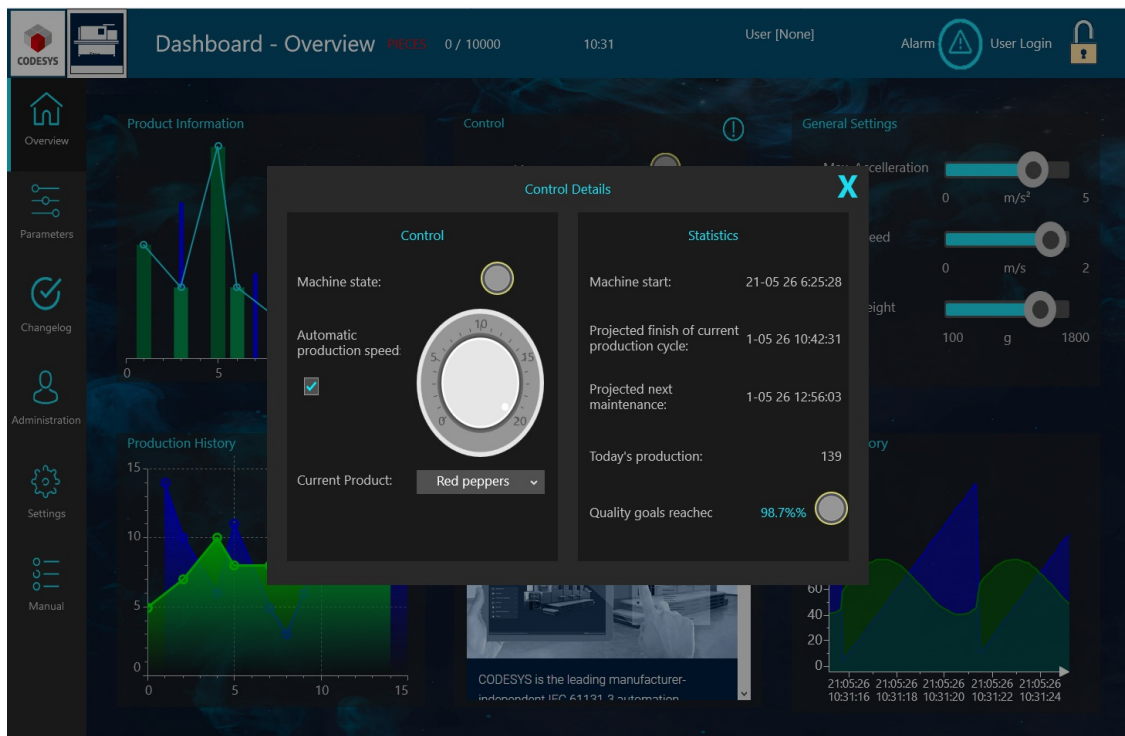 CODESYS
Dashboard - Overview PIECES 0 / 10000 10:31 User [None] Alarm User Login
Overview
Parameters
Changelog
Administration
Settings
Manual
Product Information
0 5
Control
General Settings
Accelleration
0 m/s² 5
eed
0 m/s 2
eight
100 g 1800
Control Details X
Control
Machine state:
Automatic
production speed:
0 5 10 15 20
Current Product: Red peppers
Statistics
Machine start: 21-05 26 6:25:28
Projected finish of current
production cycle: 1-05 26 10:42:31
Projected next
maintenance: 1-05 26 12:56:03
Today's production: 139
Quality goals reachec 98.7%%
Production History
15
10
5
0
0 5 10 15
CODESYS is the leading manufacturer-
independent IEC 61131-3 automation
ory
60
40
20
0
21:05:26 21:05:26 21:05:26 21:05:26 21:05:26
10:31:16 10:31:18 10:31:20 10:31:22 10:31:24